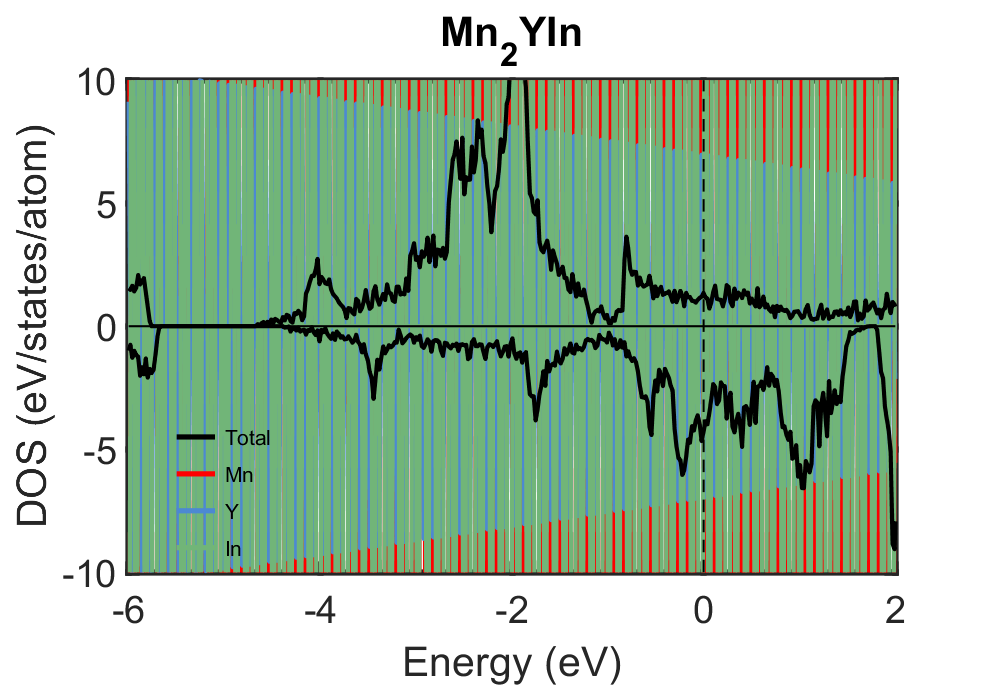 Mn2YIn
DOS (eV/states/atom)
10
5
0
-5
-10
Total
Mn
Y
In
-6 -4 -2 0 2
Energy (eV)